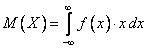 M(X) = ∫_{-∞}^{∞} f(x) · x dx